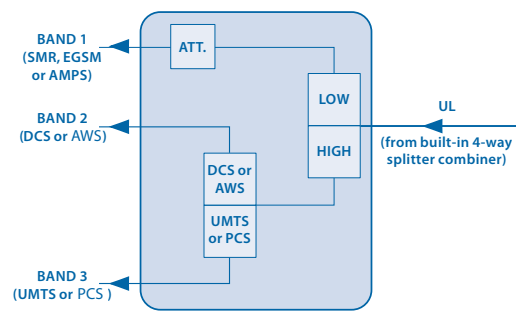 BAND 1
(SMR, EGSM
or AMPS)
ATT.
LOW
HIGH
UL
(from built-in 4-way
splitter combiner)
BAND 2
(DCS or AWS)
DCS or
AWS
UMTS
or PCS
BAND 3
(UMTS or PCS )